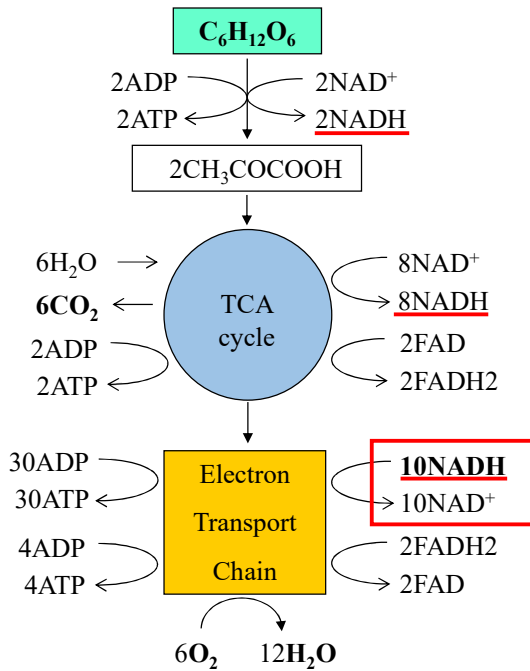 C₆H₁₂O₆
2ADP 2NAD⁺
2ATP 2NADH
2CH₃COCOOH
6H₂O 8NAD⁺
6CO₂ TCA 8NADH
cycle
2ADP 2FAD
2ATP 2FADH2
30ADP Electron 10NADH
30ATP 10NAD⁺
Transport
4ADP 2FADH2
4ATP Chain 2FAD
6O₂ 12H₂O